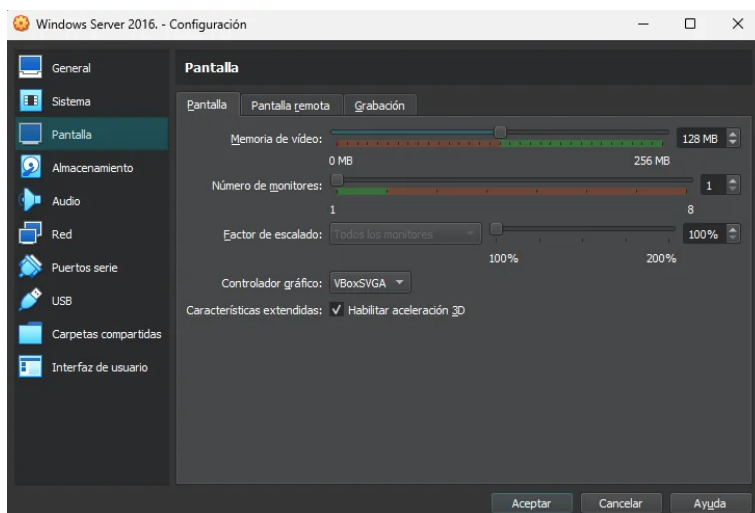 Windows Server 2016. - Configuración
General
Sistema
Pantalla
Almacenamiento
Audio
Red
Puertos serie
USB
Carpetas compartidas
Interfaz de usuario
Pantalla
Pantalla Pantalla remota Grabación
Memoria de vídeo: 128 MB
0 MB 256 MB
Número de monitores: 1
1 8
Factor de escalado: Todos los monitores 100%
100% 200%
Controlador gráfico: VBoxSVGA
Características extendidas: Habilitar aceleración 3D
Aceptar Cancelar Ayuda